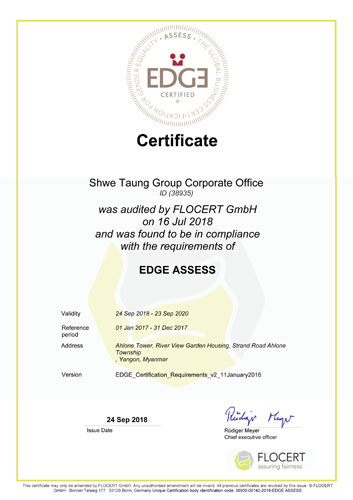 • ASSESS •
THE GLOBAL BUSINESS CERTIFICATION FOR GENDER EQUALITY
EDGE
CERTIFIED
Certificate
Shwe Taung Group Corporate Office
ID (38935)
was audited by FLOCERT GmbH
on 16 Jul 2018
and was found to be in compliance
with the requirements of
EDGE ASSESS
Validity 24 Sep 2018 - 23 Sep 2020
Reference period 01 Jan 2017 - 31 Dec 2017
Address Ahlone Tower, River View Garden Housing, Strand Road Ahlone
Township
, Yangon, Myanmar
Version EDGE_Certification_Requirements_v2_11January2016
24 Sep 2018
Issue Date
Rüdiger Meyer
Rüdiger Meyer
Chief executive officer
FLOCERT
assuring fairness
This certificate may only be amended by FLOCERT GmbH. Any unauthorised amendment will be invalid. All previous certificates are revoked by this issue. © FLOCERT
GmbH Bonner Talweg 177 53129 Bonn, Germany Unique Certification body identification code: 38935-00142-2018-EDGE ASSESS